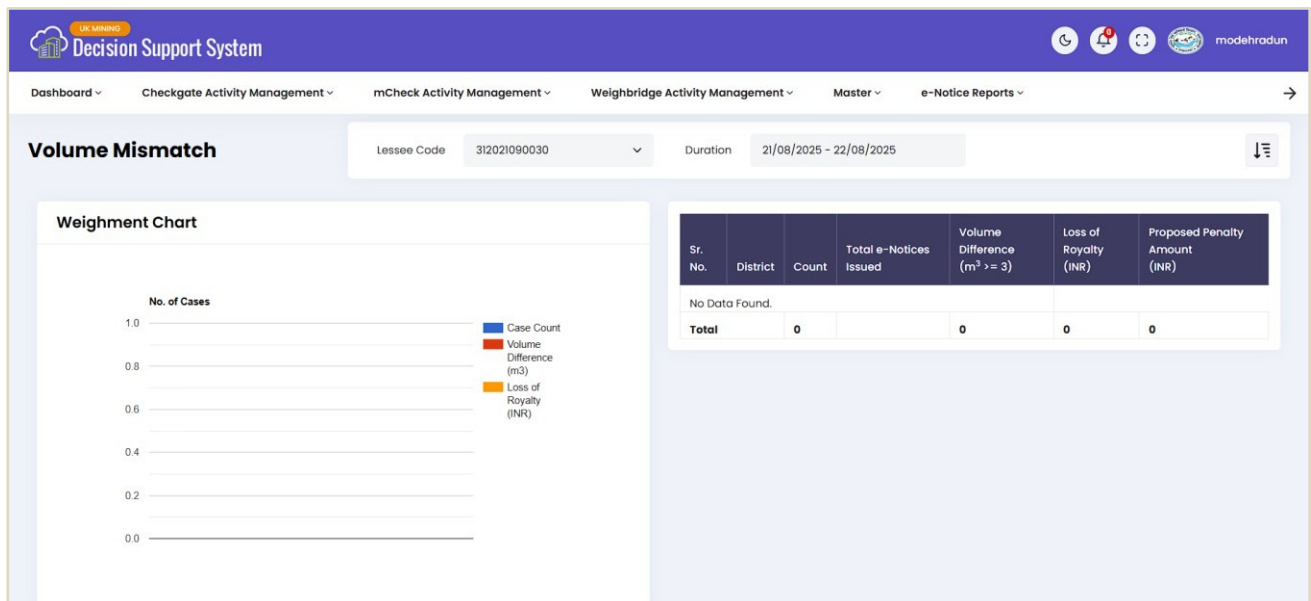 UK MINING
Decision Support System
0
modehradun
Dashboard
Checkgate Activity Management
mCheck Activity Management
Weighbridge Activity Management
Master
e-Notice Reports
Volume Mismatch
Lessee Code
312021090030
Duration
21/08/2025 - 22/08/2025
Weighment Chart
No. of Cases
1.0
0.8
0.6
0.4
0.2
0.0
Case Count
Volume
Difference
(m3)
Loss of
Royalty
(INR)
Sr. No. District Count Total e-Notices Issued Volume Difference (m³ >= 3) Loss of Royalty (INR) Proposed Penalty Amount (INR)
No Data Found.
Total 0 0 0 0